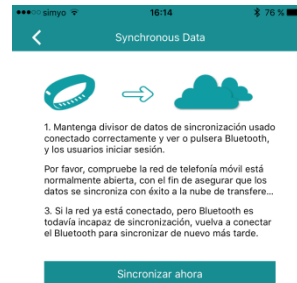 simyo 16:14 76 %
Synchronous Data
1. Mantenga divisor de datos de sincronización usado
conectado correctamente y ver o pulsera Bluetooth,
y los usuarios iniciar sesión.
Por favor, compruebe la red de telefonía móvil está
normalmente abierta, con el fin de asegurar que los
datos se sincroniza con éxito a la nube de transfere...
3. Si la red ya está conectado, pero Bluetooth es
todavía incapaz de sincronización, vuelva a conectar
el Bluetooth para sincronizar de nuevo más tarde.
Sincronizar ahora